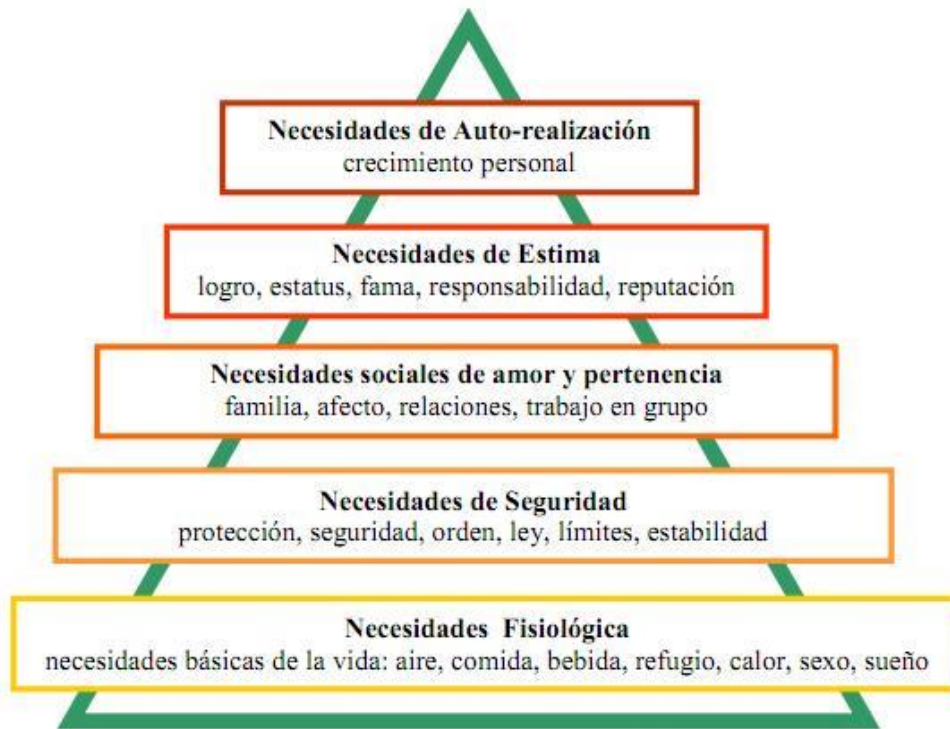 Necesidades de Auto-realización
crecimiento personal
Necesidades de Estima
logro, estatus, fama, responsabilidad, reputación
Necesidades sociales de amor y pertenencia
familia, afecto, relaciones, trabajo en grupo
Necesidades de Seguridad
protección, seguridad, orden, ley, límites, estabilidad
Necesidades Fisiológica
necesidades básicas de la vida: aire, comida, bebida, refugio, calor, sexo, sueño